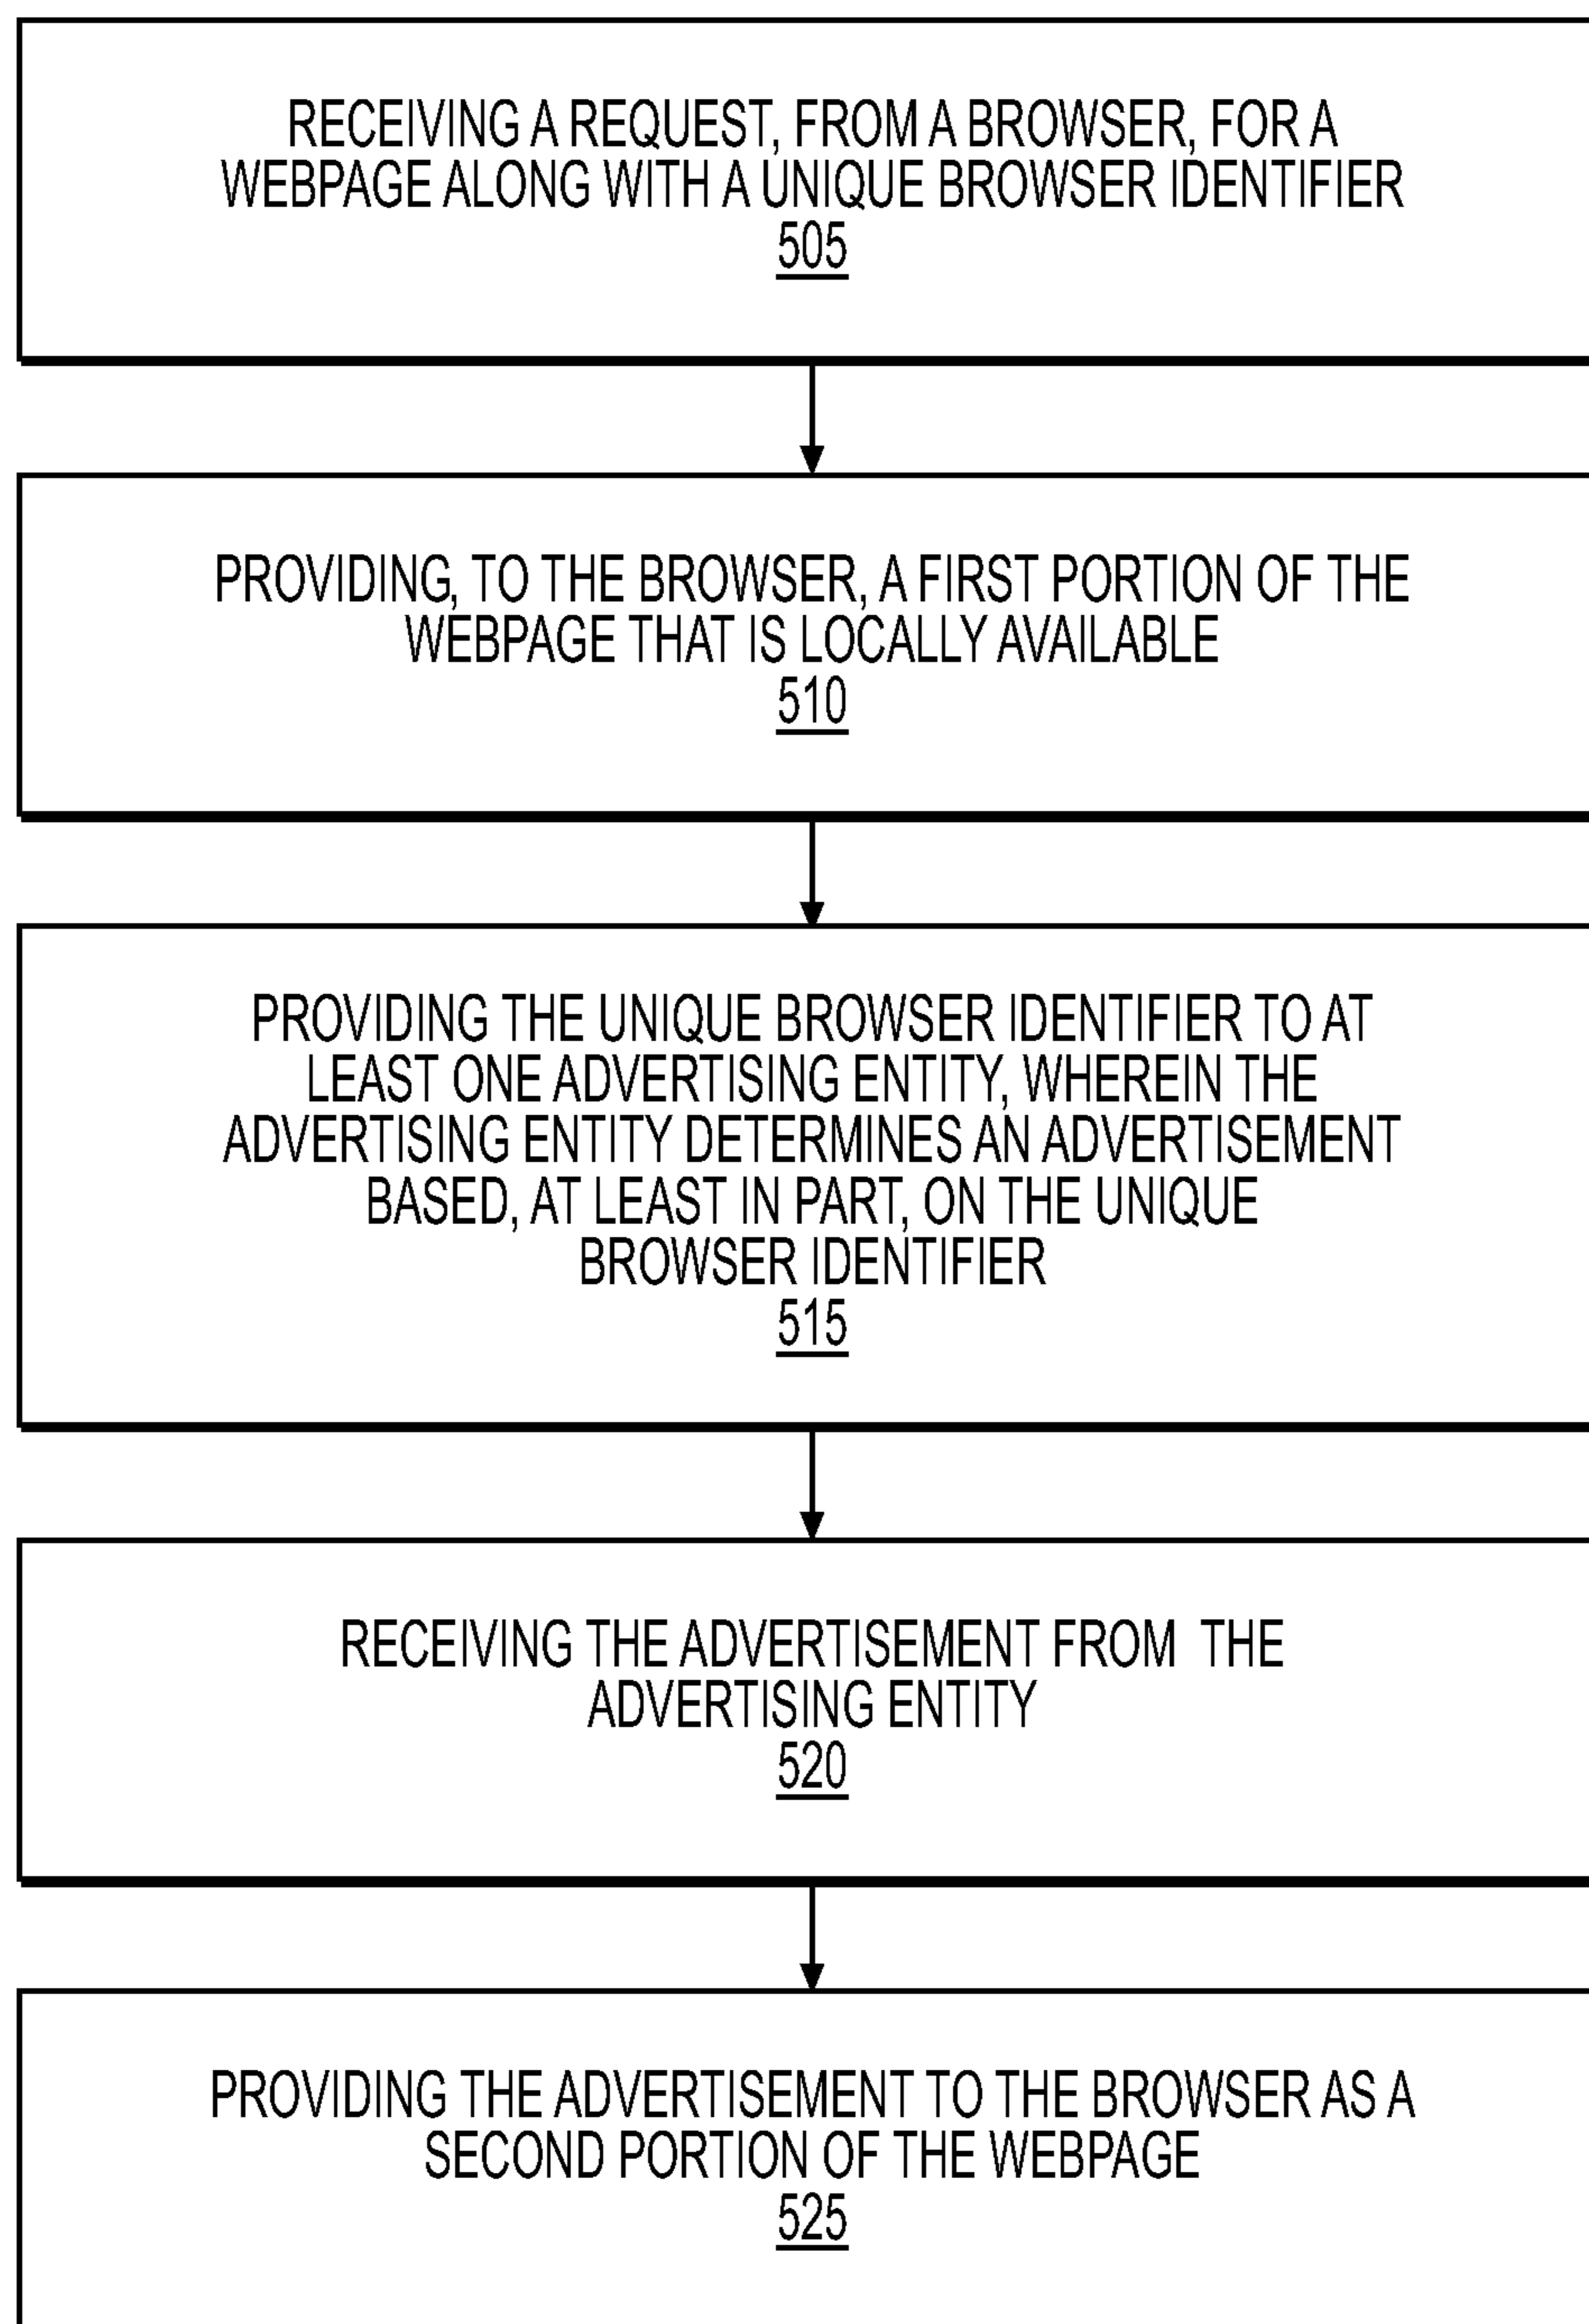 RECEIVING A REQUEST, FROM A BROWSER, FOR A
WEBPAGE ALONG WITH A UNIQUE BROWSER IDENTIFIER
505
PROVIDING, TO THE BROWSER, A FIRST PORTION OF THE
WEBPAGE THAT IS LOCALLY AVAILABLE
510
PROVIDING THE UNIQUE BROWSER IDENTIFIER TO AT
LEAST ONE ADVERTISING ENTITY, WHEREIN THE
ADVERTISING ENTITY DETERMINES AN ADVERTISEMENT
BASED, AT LEAST IN PART, ON THE UNIQUE
BROWSER IDENTIFIER
515
RECEIVING THE ADVERTISEMENT FROM THE
ADVERTISING ENTITY
520
PROVIDING THE ADVERTISEMENT TO THE BROWSER AS A
SECOND PORTION OF THE WEBPAGE
525